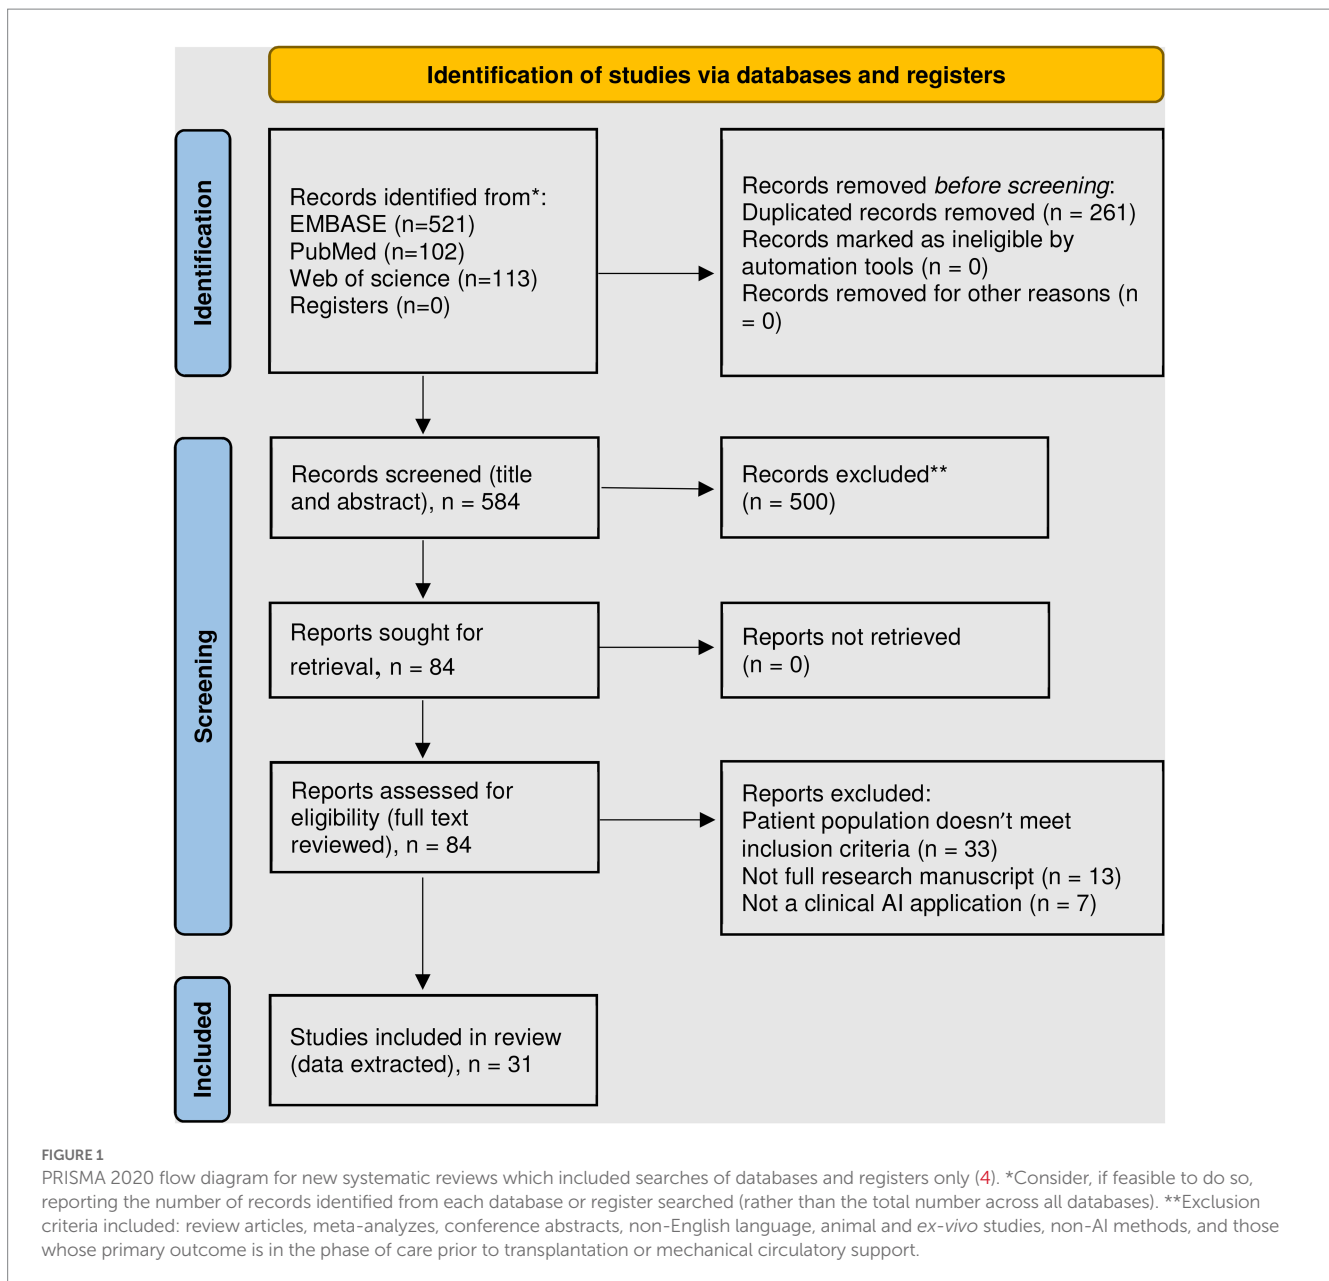 Identification of studies via databases and registers
Identification
Records identified from*:
EMBASE (n=521)
PubMed (n=102)
Web of science (n=113)
Registers (n=0)
Records removed before screening:
Duplicated records removed (n = 261)
Records marked as ineligible by
automation tools (n = 0)
Records removed for other reasons (n
= 0)
Screening
Records screened (title
and abstract), n = 584
Records excluded**
(n = 500)
Reports sought for
retrieval, n = 84
Reports not retrieved
(n = 0)
Reports assessed for
eligibility (full text
reviewed), n = 84
Reports excluded:
Patient population doesn't meet
inclusion criteria (n = 33)
Not full research manuscript (n = 13)
Not a clinical AI application (n = 7)
Included
Studies included in review
(data extracted), n = 31
FIGURE 1
PRISMA 2020 flow diagram for new systematic reviews which included searches of databases and registers only (4). *Consider, if feasible to do so,
reporting the number of records identified from each database or register searched (rather than the total number across all databases). **Exclusion
criteria included: review articles, meta-analyzes, conference abstracts, non-English language, animal and ex-vivo studies, non-AI methods, and those
whose primary outcome is in the phase of care prior to transplantation or mechanical circulatory support.